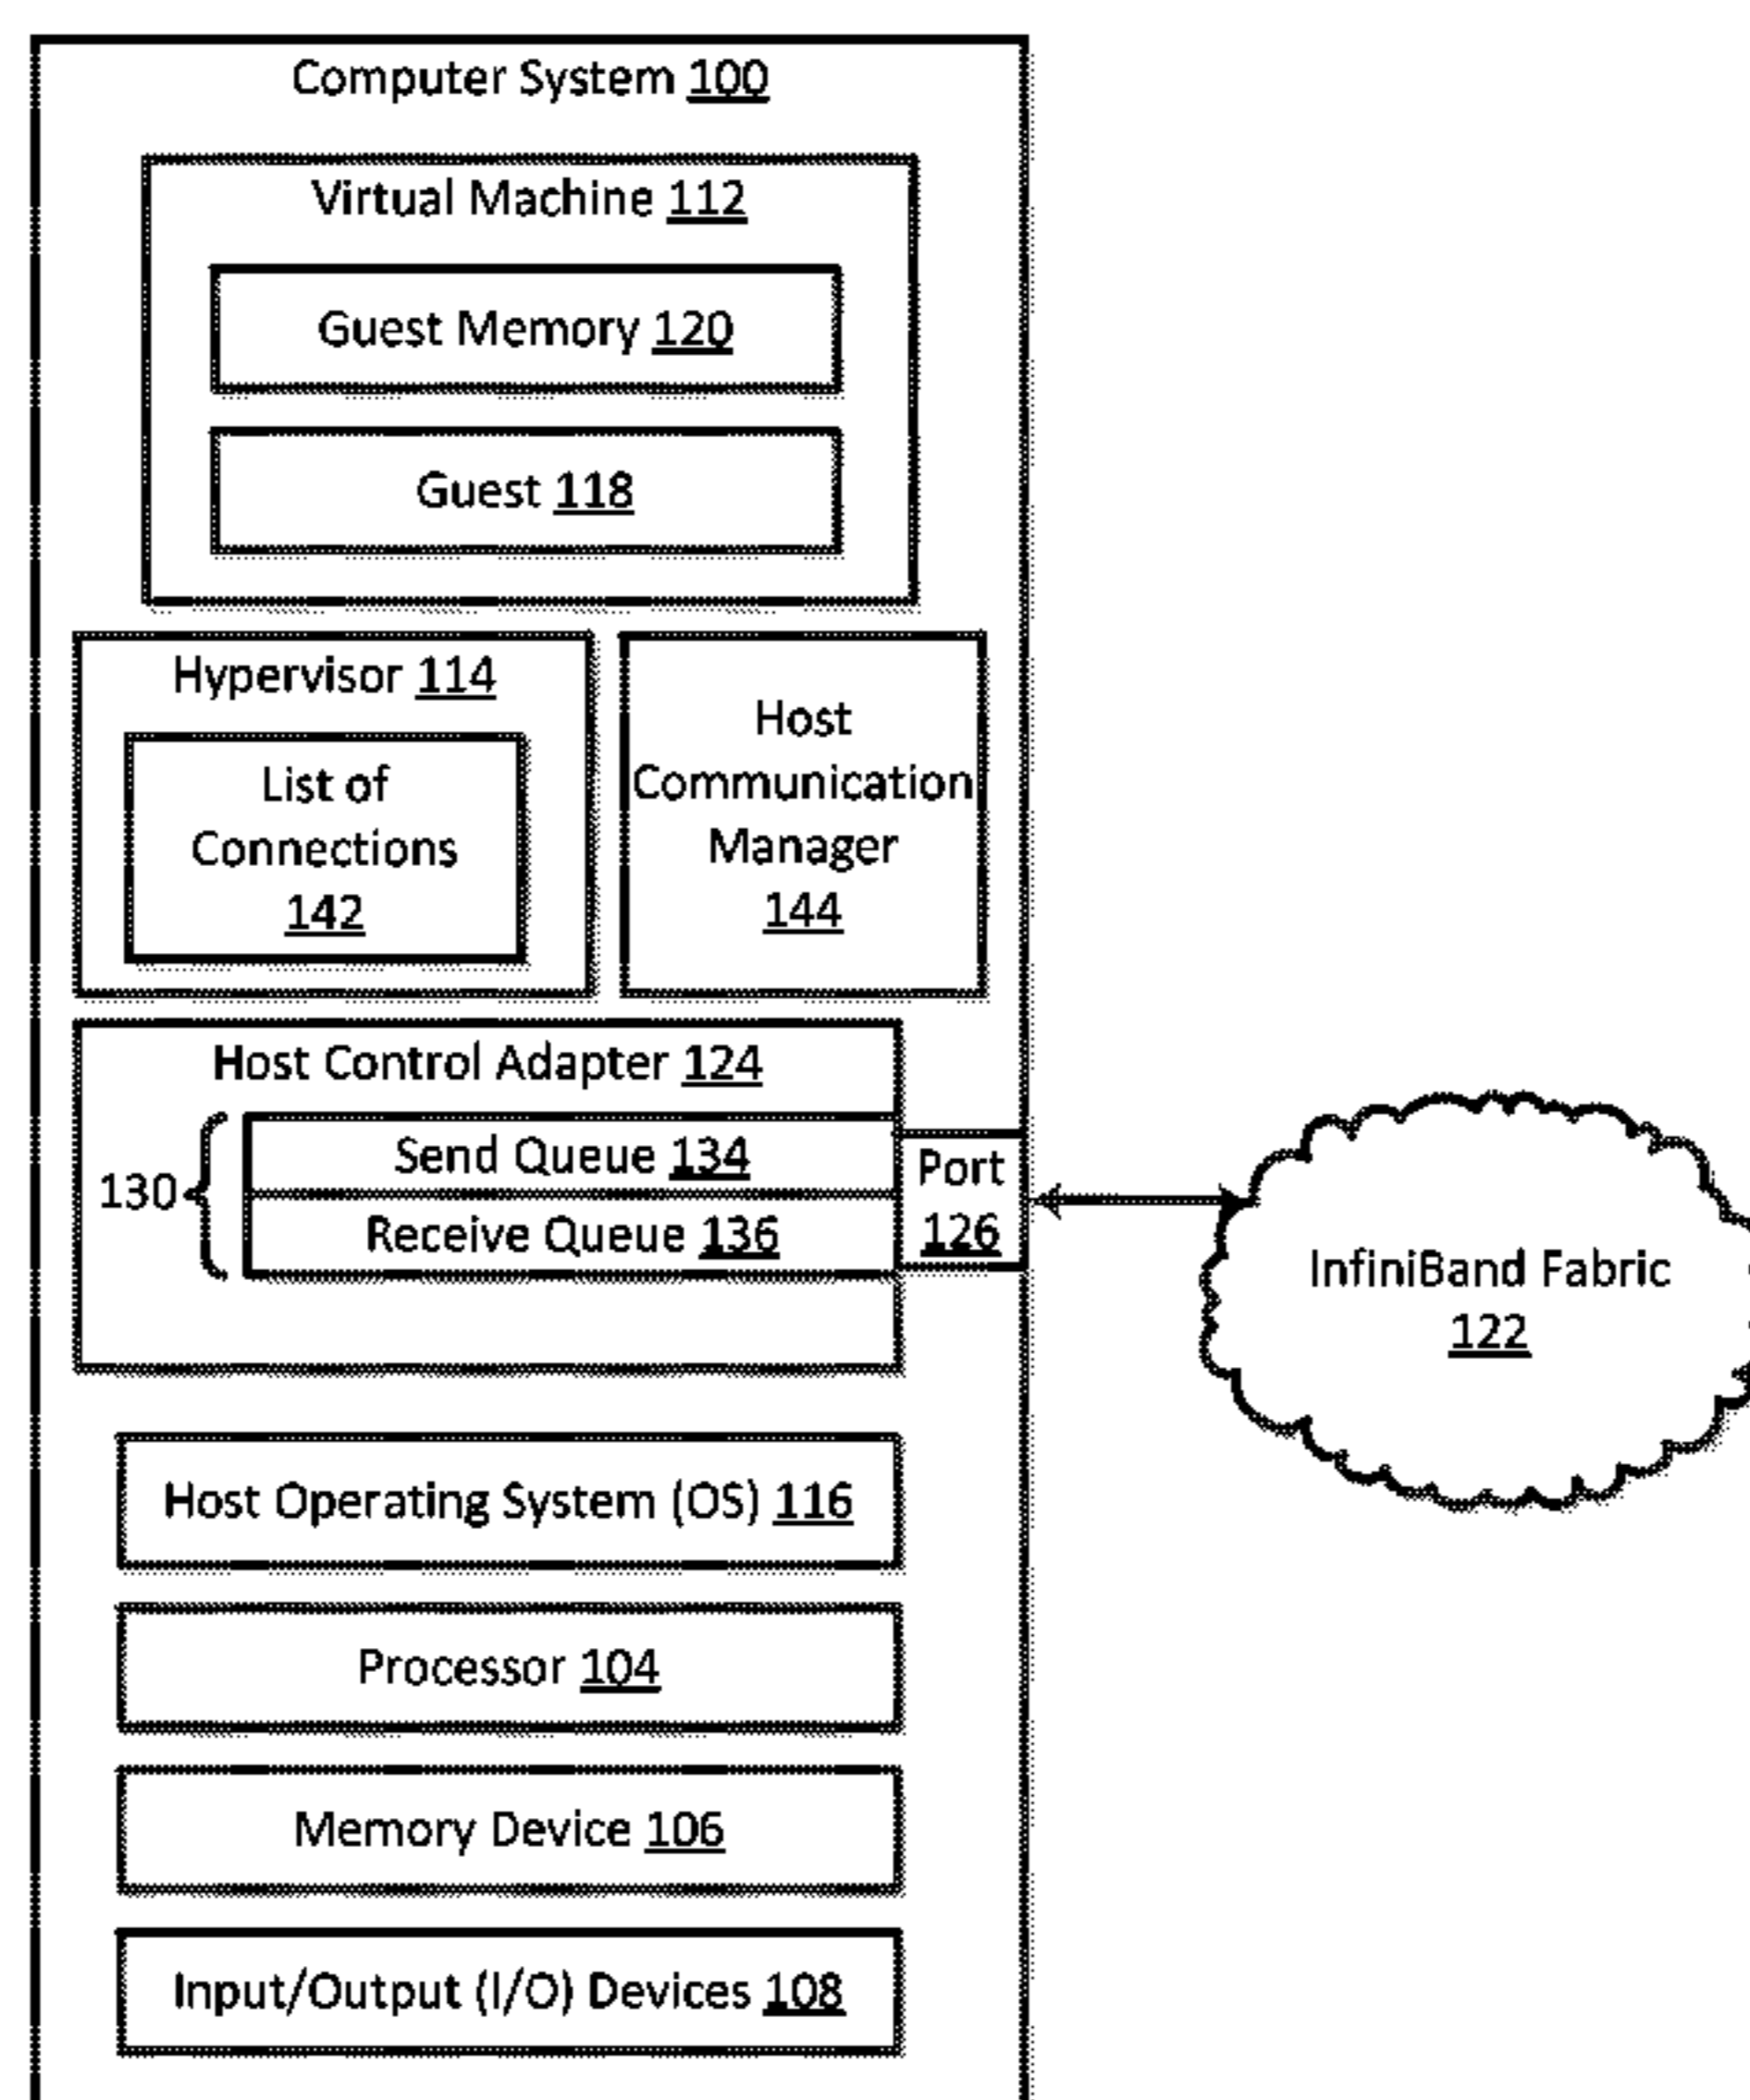 Computer System 100
Virtual Machine 112
Guest Memory 120
Guest 118
Hypervisor 114
List of
Connections
142
Host
Communication
Manager
144
Host Control Adapter 124
130
Send Queue 134
Receive Queue 136
Port
126
InfiniBand Fabric
122
Host Operating System (OS) 116
Processor 104
Memory Device 106
Input/Output (I/O) Devices 108